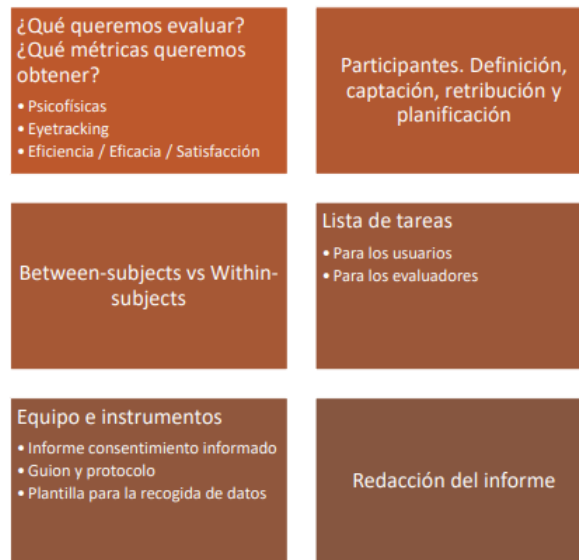 ¿Qué queremos evaluar?
¿Qué métricas queremos
obtener?
• Psicofísicas
• Eyetracking
• Eficiencia / Eficacia / Satisfacción
Participantes. Definición,
captación, retribución y
planificación
Between-subjects vs Within-
subjects
Lista de tareas
• Para los usuarios
• Para los evaluadores
Equipo e instrumentos
• Informe consentimiento informado
• Guion y protocolo
• Plantilla para la recogida de datos
Redacción del informe